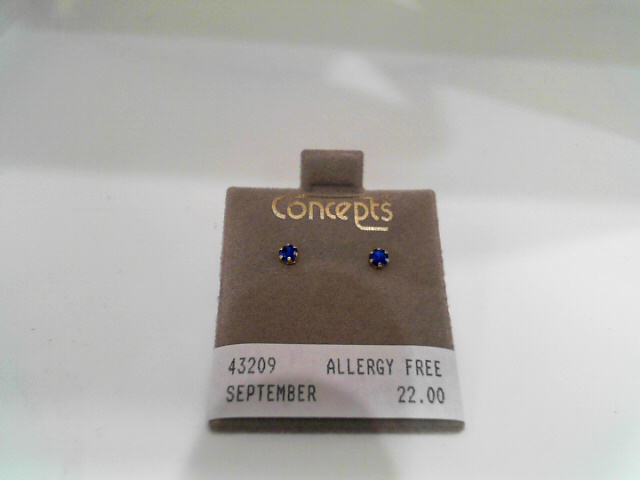 Concepts
43209 ALLERGY FREE
SEPTEMBER 22.00